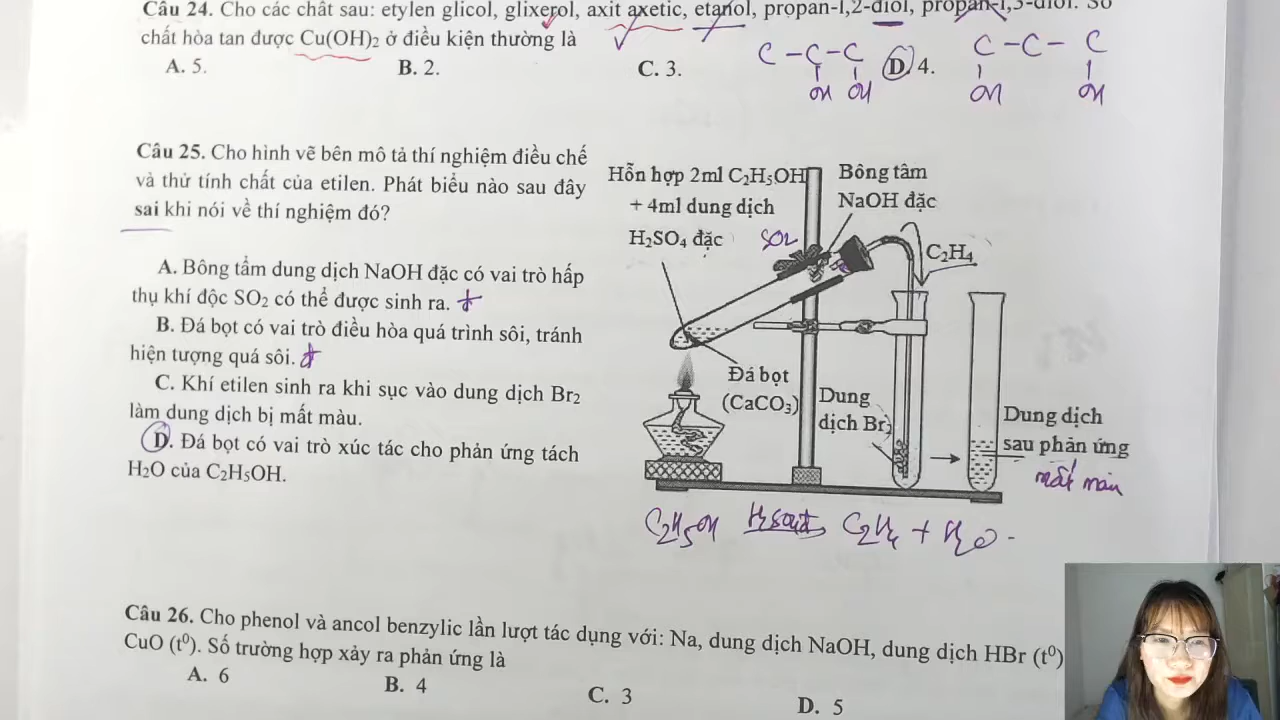 Câu 24. Cho các chất sau: etylen glicol, glixerol, axit axetic, etanol, propan-1,2-điol, propan-1,3-điol. Số
chất hòa tan được Cu(OH)₂ ở điều kiện thường là
A. 5.
B. 2.
C. 3.
D. 4.
C - C - C
OH OH
C - C - C
OH OH
Câu 25. Cho hình vẽ bên mô tả thí nghiệm điều chế
và thử tính chất của etilen. Phát biểu nào sau đây
sai khi nói về thí nghiệm đó?
A. Bông tẩm dung dịch NaOH đặc có vai trò hấp
thụ khí độc SO₂ có thể được sinh ra. đ
B. Đá bọt có vai trò điều hòa quá trình sôi, tránh
hiện tượng quá sôi. đ
C. Khí etilen sinh ra khi sục vào dung dịch Br₂
làm dung dịch bị mất màu.
D. Đá bọt có vai trò xúc tác cho phản ứng tách
H₂O của C₂H₅OH.
Hỗn hợp 2ml C₂H₅OH
+ 4ml dung dịch
H₂SO₄ đặc
SO₂
Bông tâm
NaOH đặc
C₂H₄
Đá bọt
(CaCO₃)
Dung
dịch Br₂
Dung dịch
sau phản ứng
mất màu
C₂H₅OH H₂SO₄đ C₂H₄ + H₂O
Câu 26. Cho phenol và ancol benzylic lần lượt tác dụng với: Na, dung dịch NaOH, dung dịch HBr (t⁰)
CuO (t⁰). Số trường hợp xảy ra phản ứng là
A. 6
B. 4
C. 3
D. 5